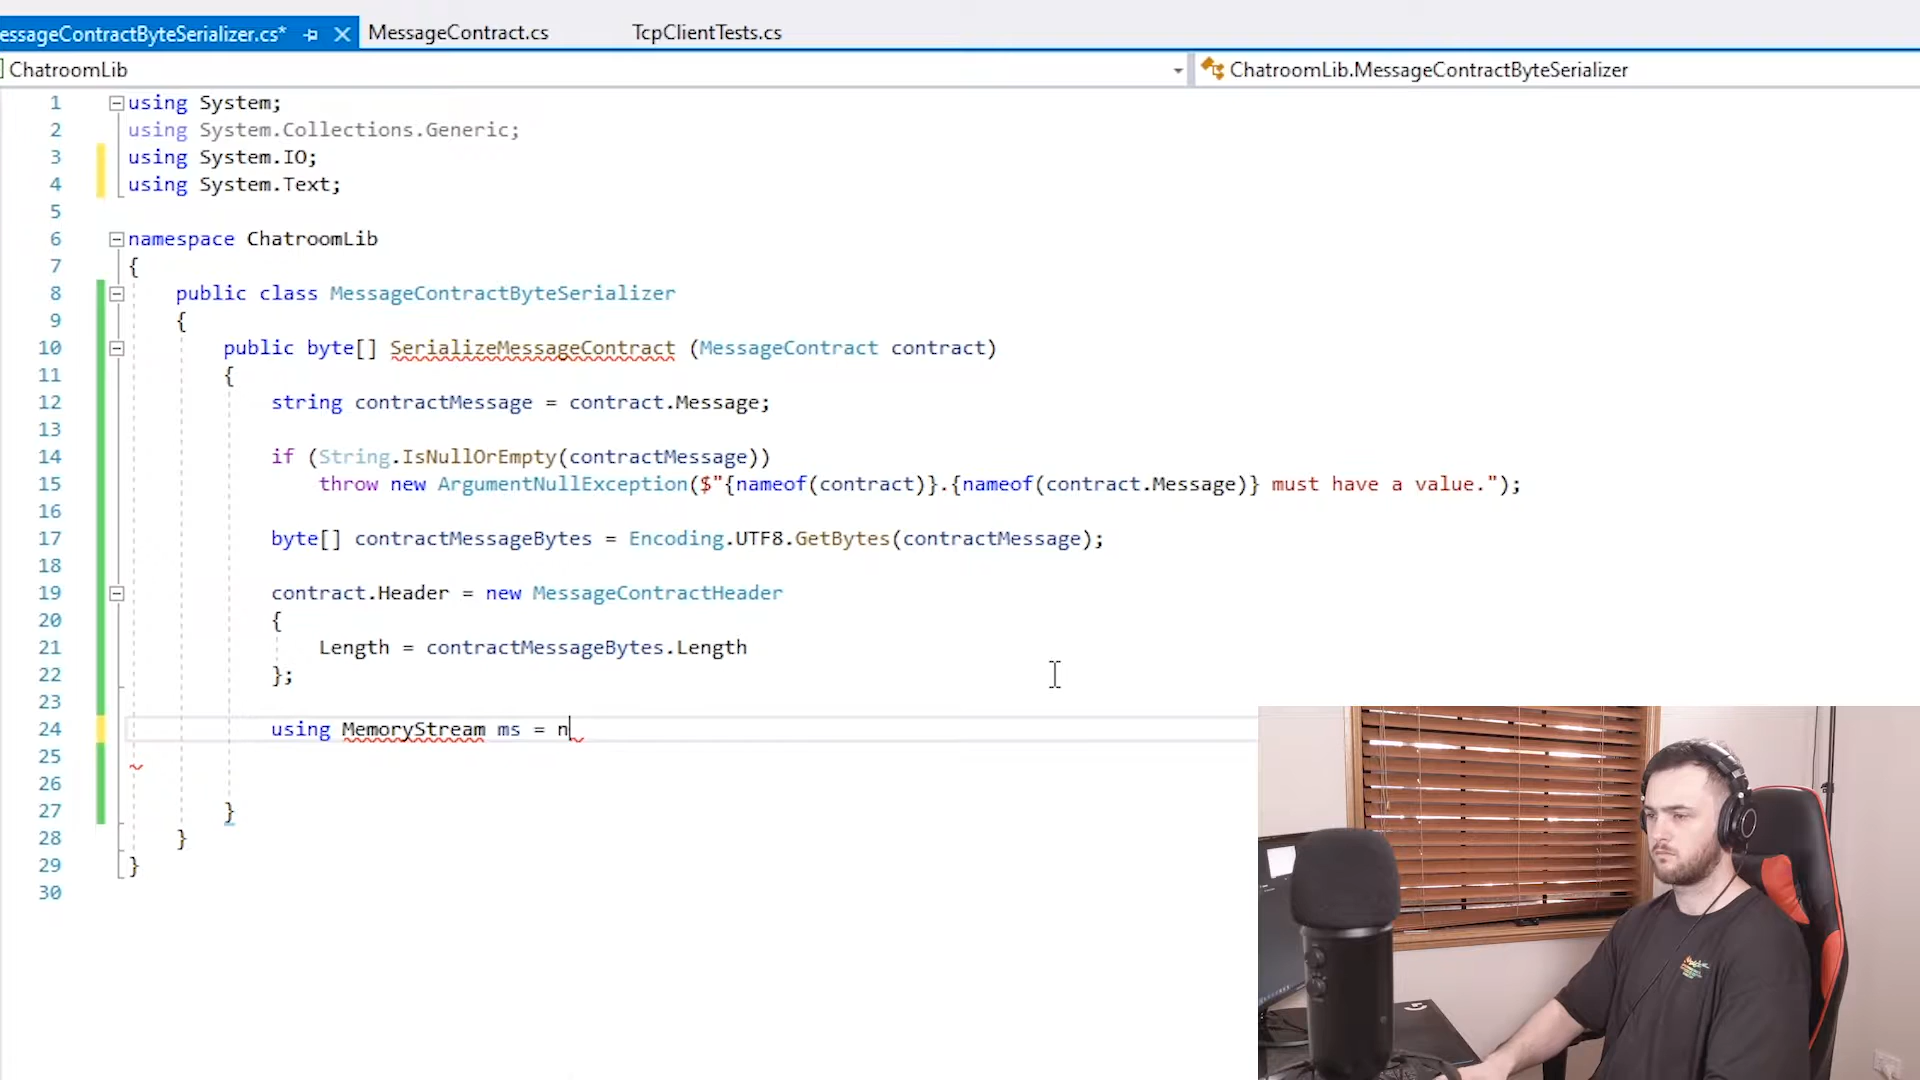 essageContractByteSerializer.cs* MessageContract.cs TcpClientTests.cs
ChatroomLib ChatroomLib.MessageContractByteSerializer
1 using System;
2 using System.Collections.Generic;
3 using System.IO;
4 using System.Text;
5
6 namespace ChatroomLib
7 {
8 public class MessageContractByteSerializer
9 {
10 public byte[] SerializeMessageContract (MessageContract contract)
11 {
12 string contractMessage = contract.Message;
13
14 if (String.IsNullOrEmpty(contractMessage))
15 throw new ArgumentNullException($"{nameof(contract)}.{nameof(contract.Message)} must have a value.");
16
17 byte[] contractMessageBytes = Encoding.UTF8.GetBytes(contractMessage);
18
19 contract.Header = new MessageContractHeader
20 {
21 Length = contractMessageBytes.Length
22 };
23
24 using MemoryStream ms = n
25
26
27 }
28 }
29 }
30